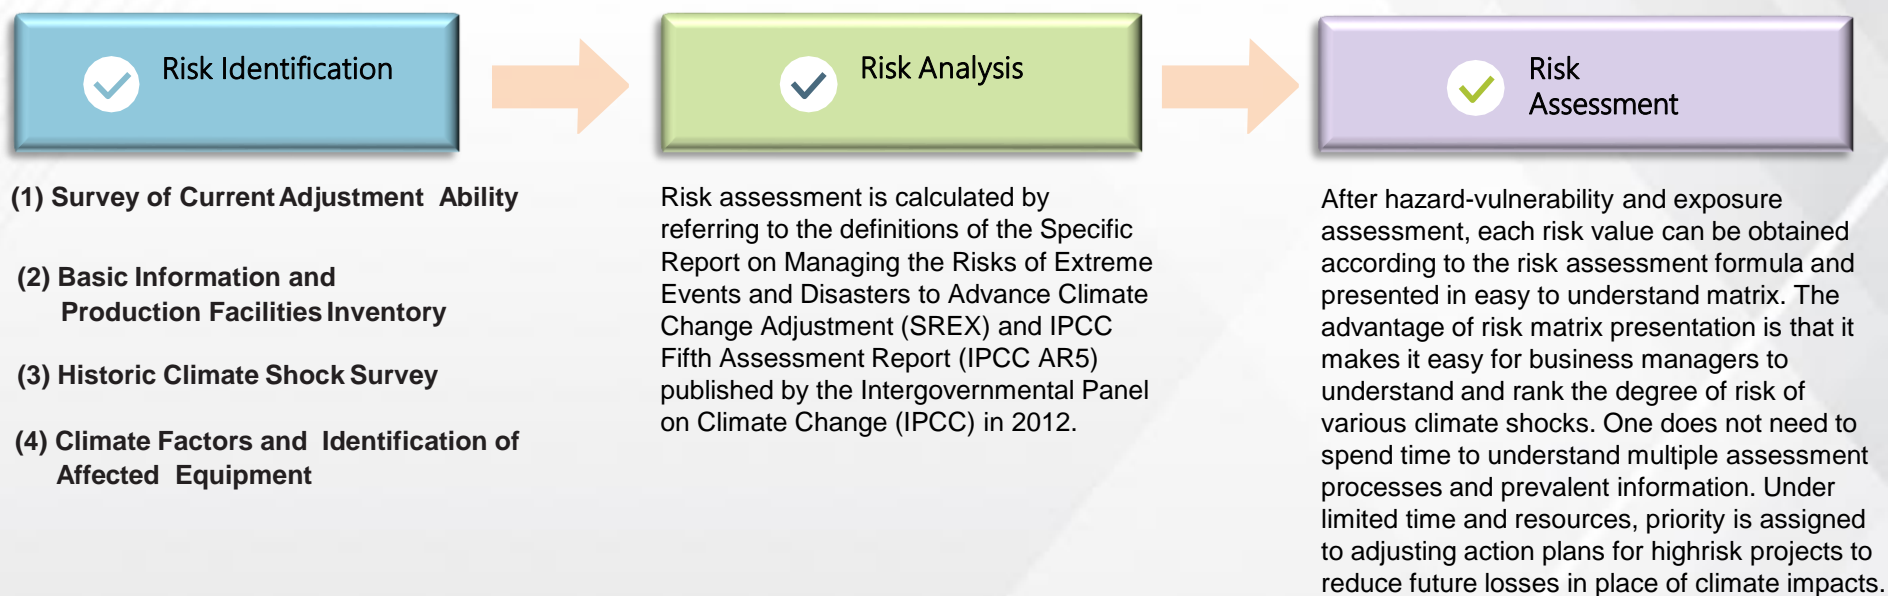 Risk Identification
(1) Survey of Current Adjustment Ability
(2) Basic Information and
Production Facilities Inventory
(3) Historic Climate Shock Survey
(4) Climate Factors and Identification of
Affected Equipment
Risk Analysis
Risk assessment is calculated by
referring to the definitions of the Specific
Report on Managing the Risks of Extreme
Events and Disasters to Advance Climate
Change Adjustment (SREX) and IPCC
Fifth Assessment Report (IPCC AR5)
published by the Intergovernmental Panel
on Climate Change (IPCC) in 2012.
Risk
Assessment
After hazard-vulnerability and exposure
assessment, each risk value can be obtained
according to the risk assessment formula and
presented in easy to understand matrix. The
advantage of risk matrix presentation is that it
makes it easy for business managers to
understand and rank the degree of risk of
various climate shocks. One does not need to
spend time to understand multiple assessment
processes and prevalent information. Under
limited time and resources, priority is assigned
to adjusting action plans for highrisk projects to
reduce future losses in place of climate impacts.